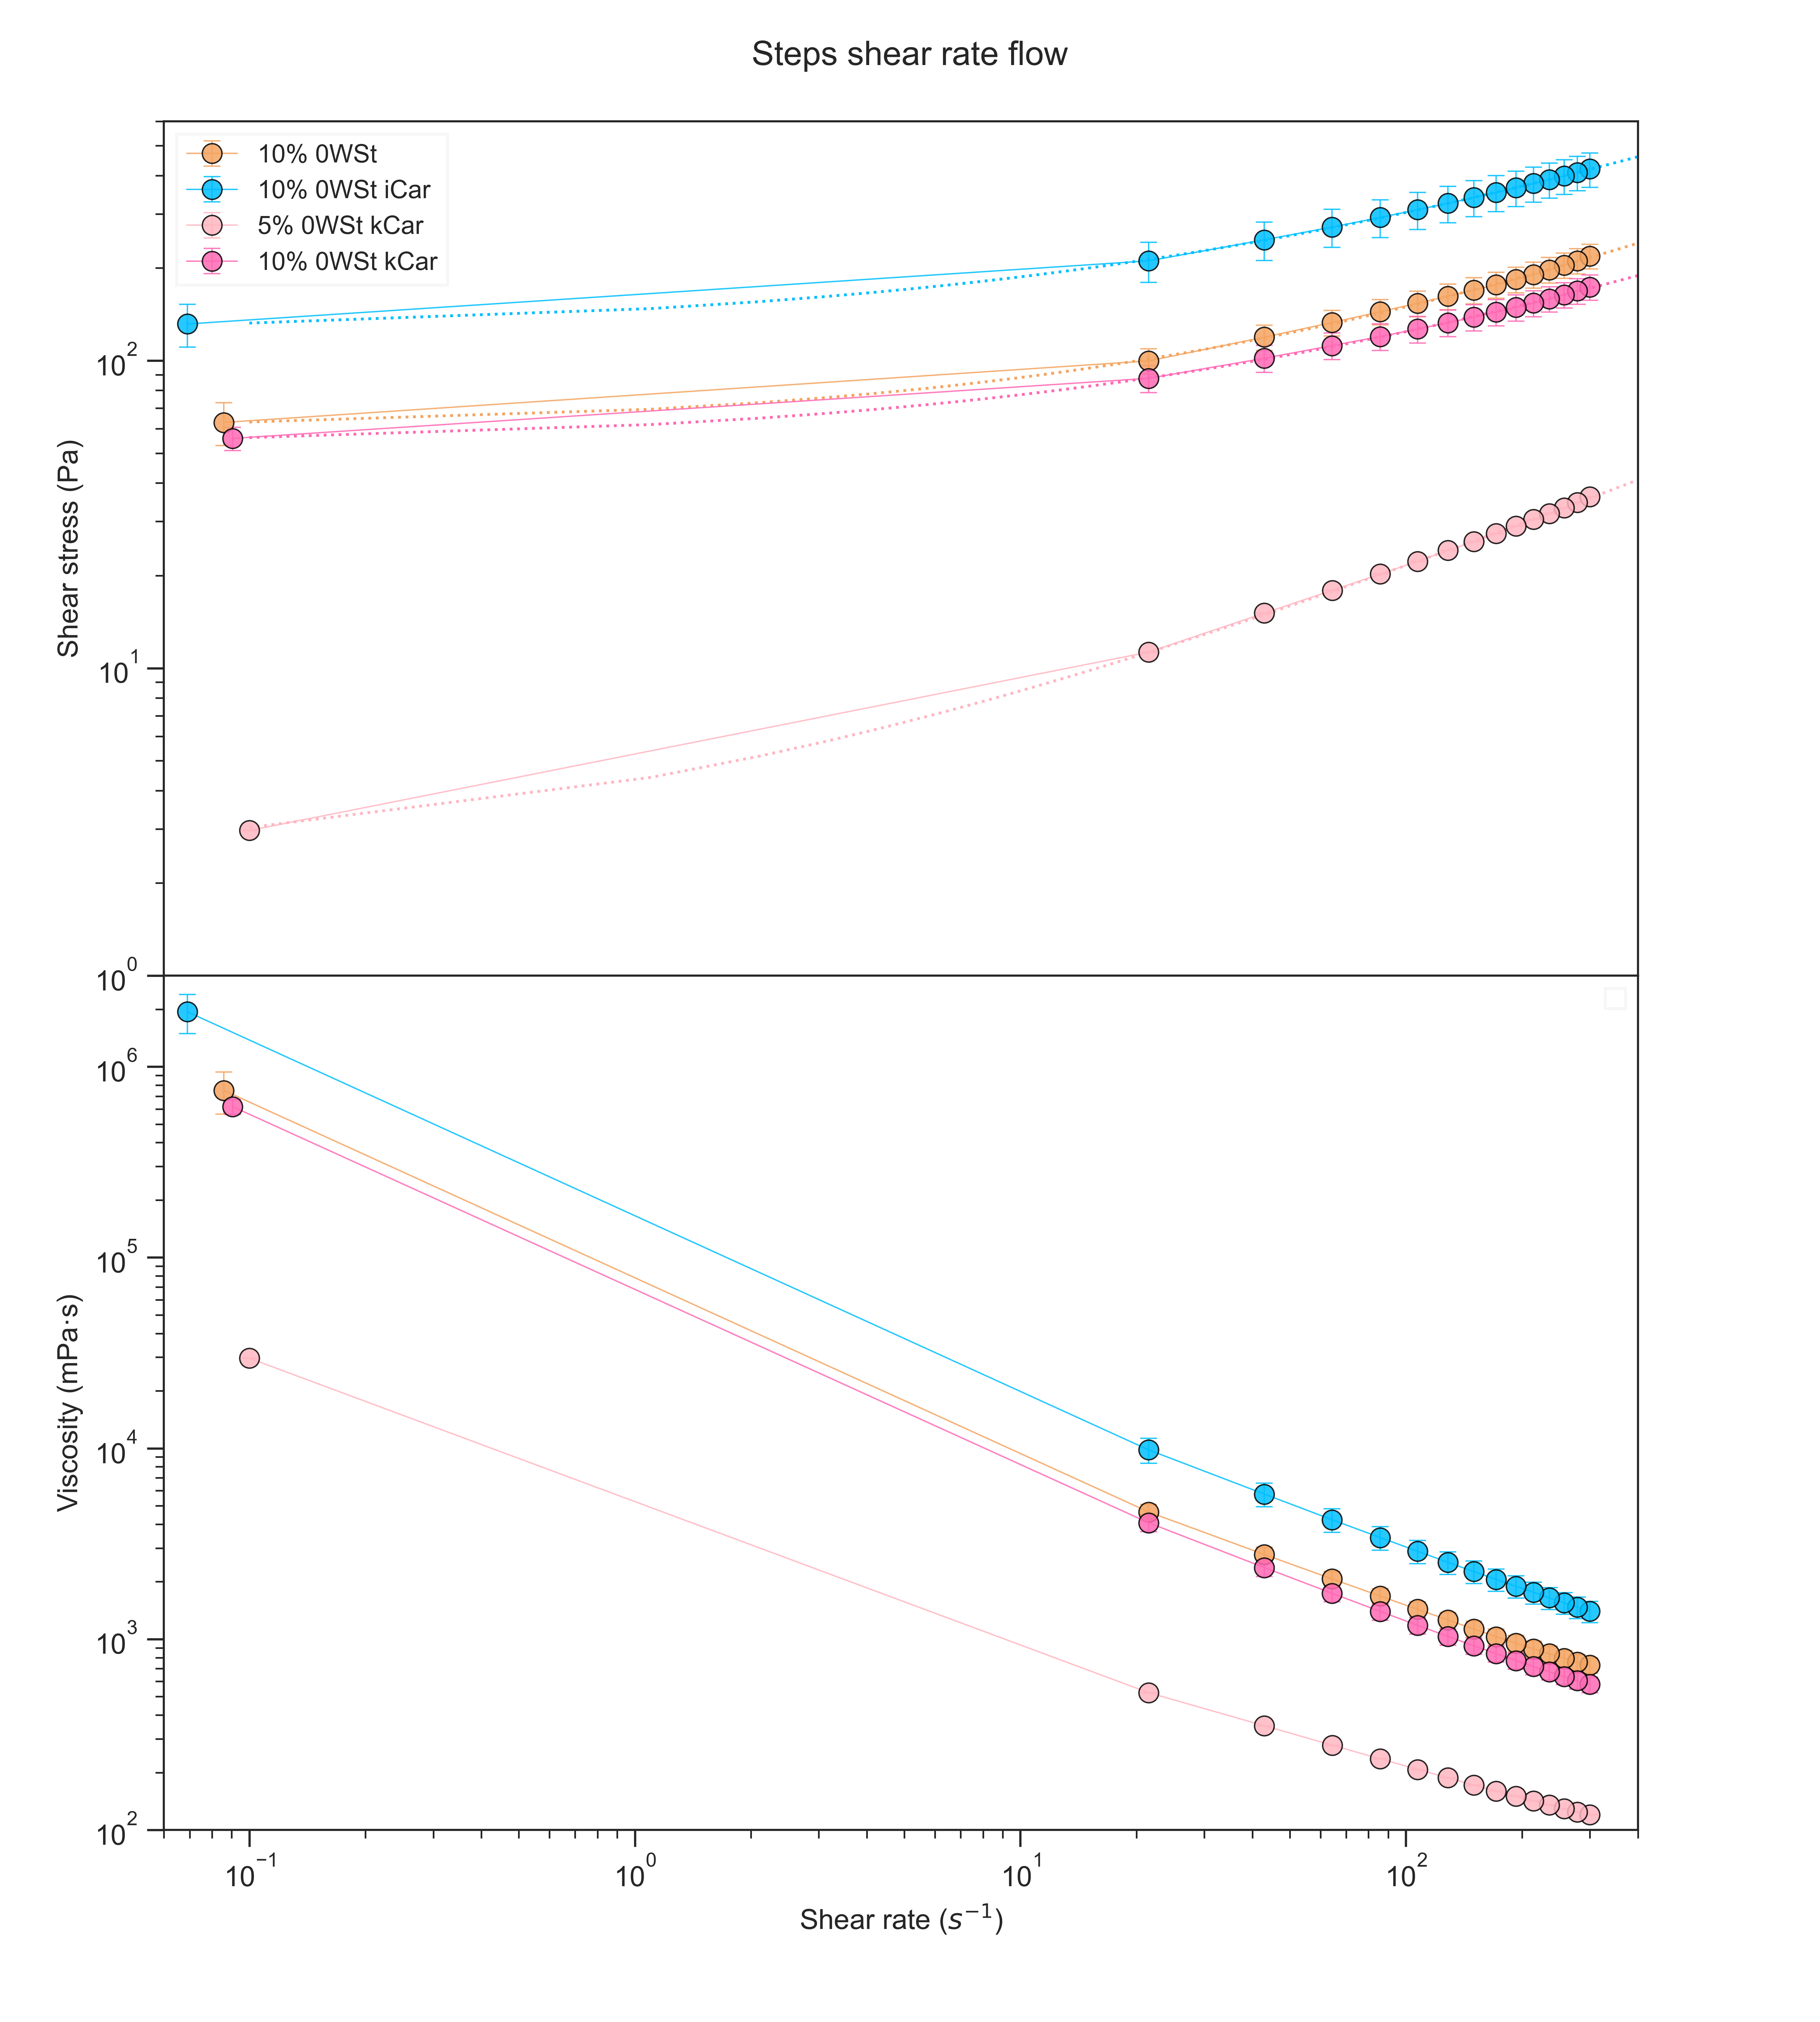 Steps shear rate flow
10% 0WSt
10% 0WSt iCar
5% 0WSt kCar
10% 0WSt kCar
Shear stress (Pa)
10²
10¹
10⁰
Viscosity (mPa·s)
10⁶
10⁵
10⁴
10³
10²
10⁻¹ 10⁰ 10¹ 10²
Shear rate (s⁻¹)